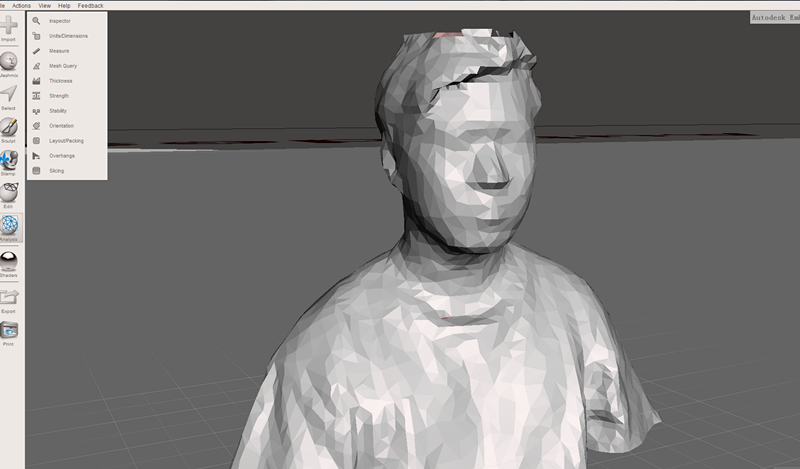 le Actions View Help Feedback
Autodesk Em
Import
Meshmix
Select
Sculpt
Stamp
Edit
Analysis
Shaders
Export
Print
Inspector
Units/Dimensions
Measure
Mesh Query
Thickness
Strength
Stability
Orientation
Layout/Packing
Overhangs
Slicing